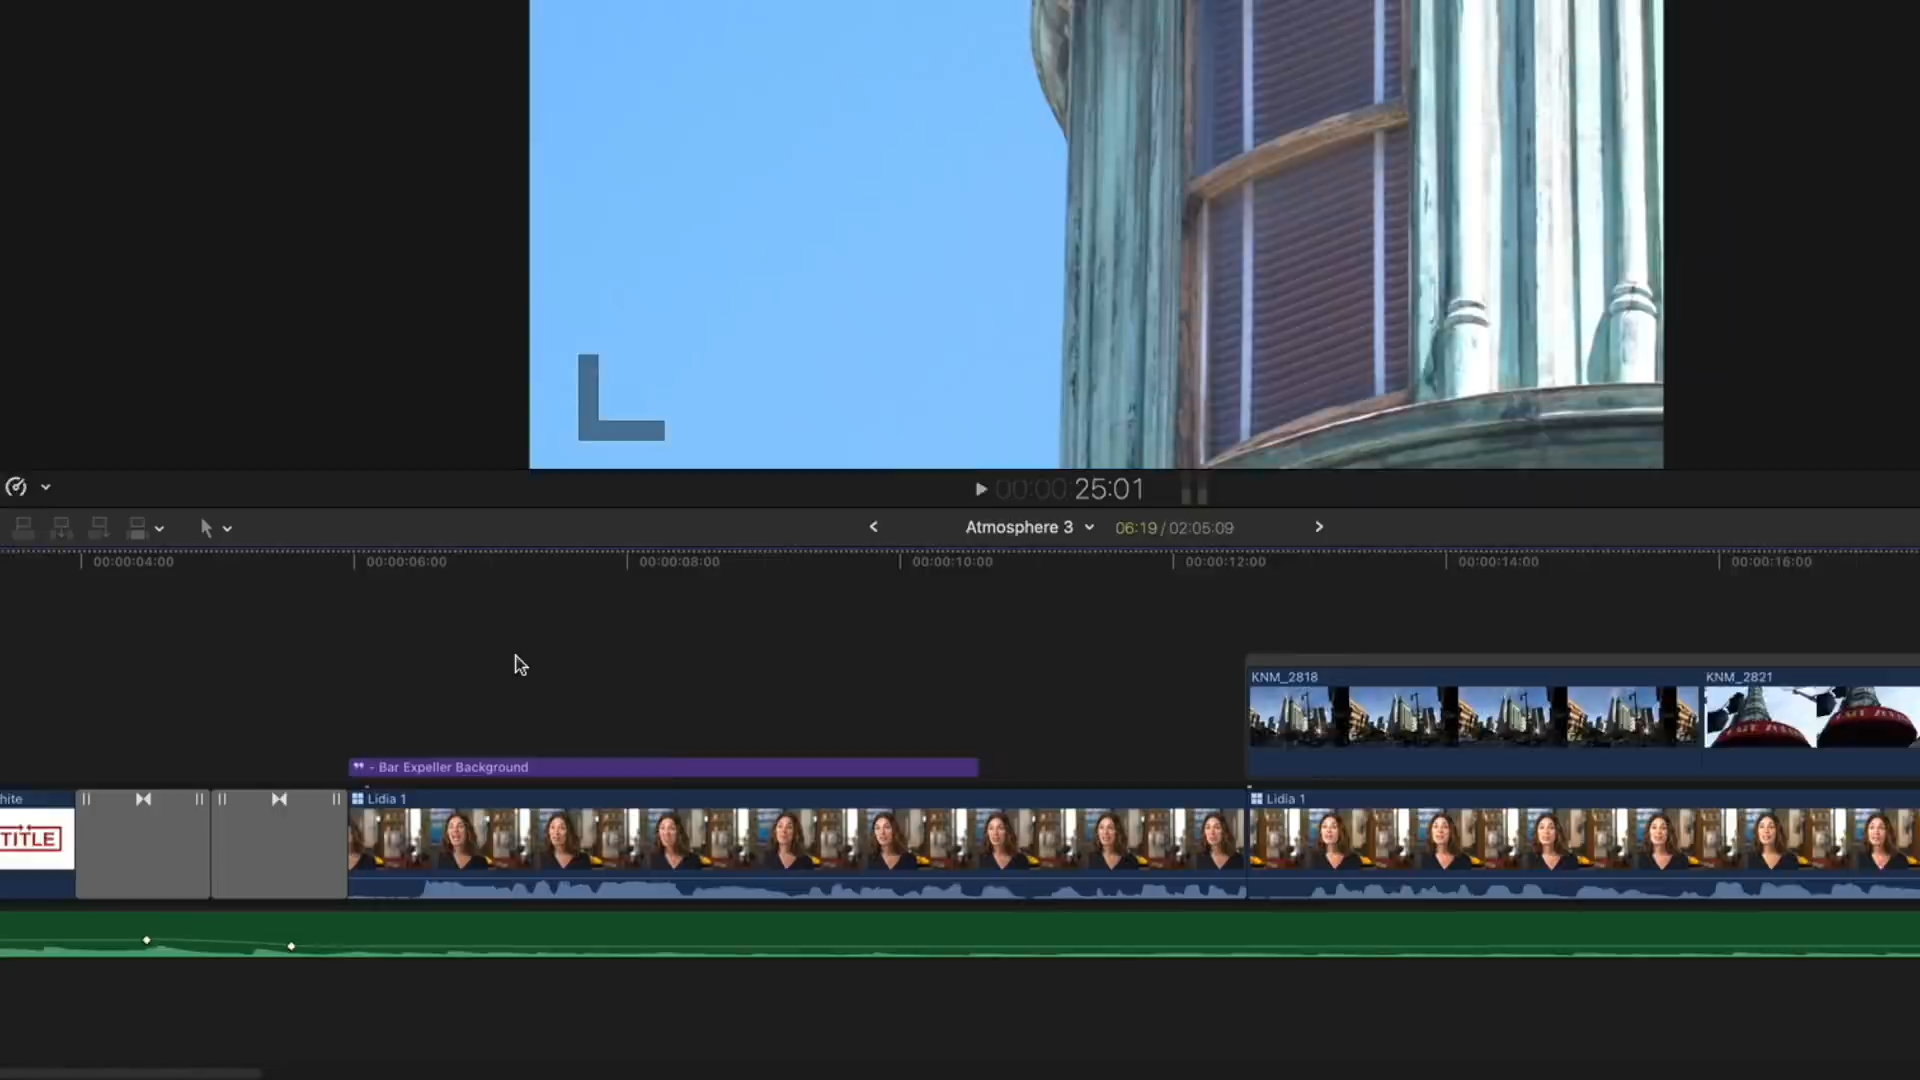 00:00 25:01
Atmosphere 3 06:19 / 02:05:09
00:00:04:00 00:00:06:00 00:00:08:00 00:00:10:00 00:00:12:00 00:00:14:00 00:00:16:00
KNM_2818 KNM_2821
- Bar Expeller Background
hite Lidia 1 Lidia 1
TITLE